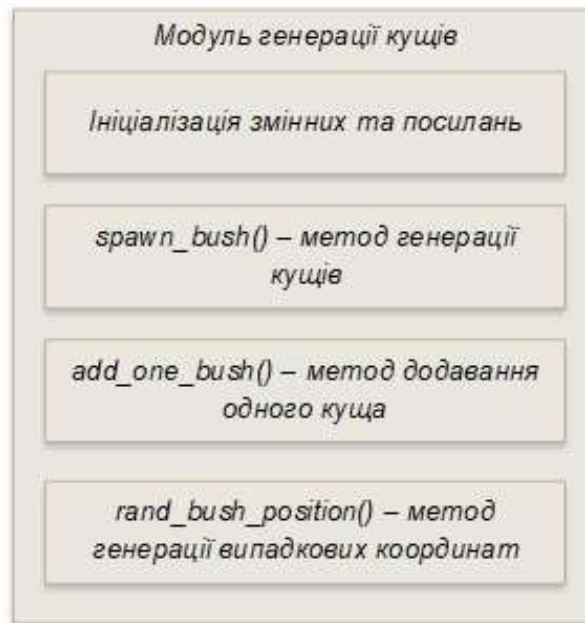 Модуль генерації кущів
Ініціалізація змінних та посилань
spawn_bush() – метод генерації
кущів
add_one_bush() – метод додавання
одного куща
rand_bush_position() – метод
генерації випадкових координат